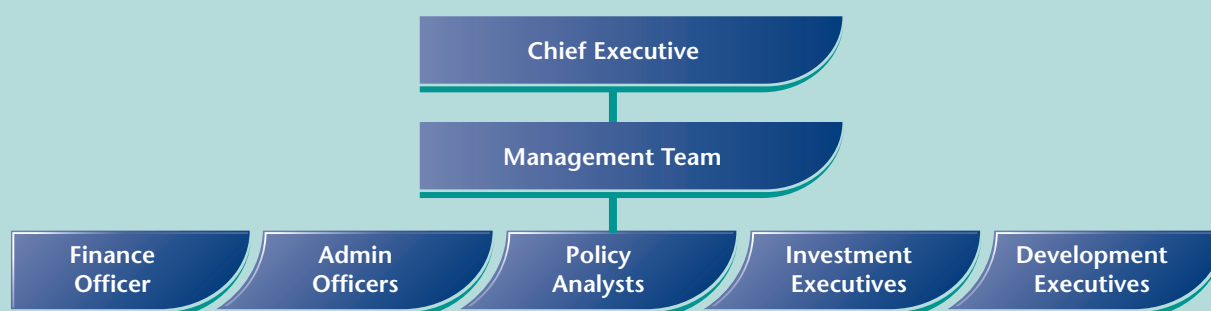 Chief Executive
Management Team
Finance
Officer
Admin
Officers
Policy
Analysts
Investment
Executives
Development
Executives